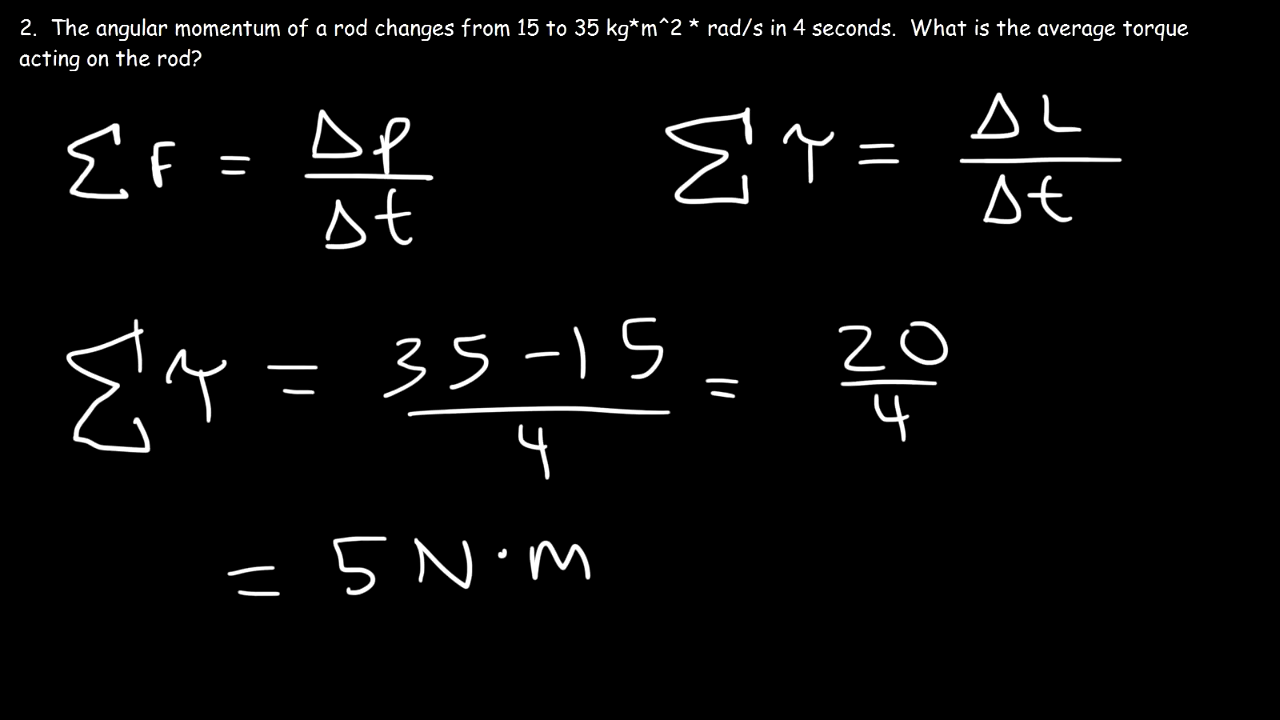 2. The angular momentum of a rod changes from 15 to 35 kg*m^2 * rad/s in 4 seconds. What is the average torque
acting on the rod?
ΣF = Δp/Δt
Στ = ΔL/Δt
Στ = 35-15/4 = 20/4
= 5 N·m